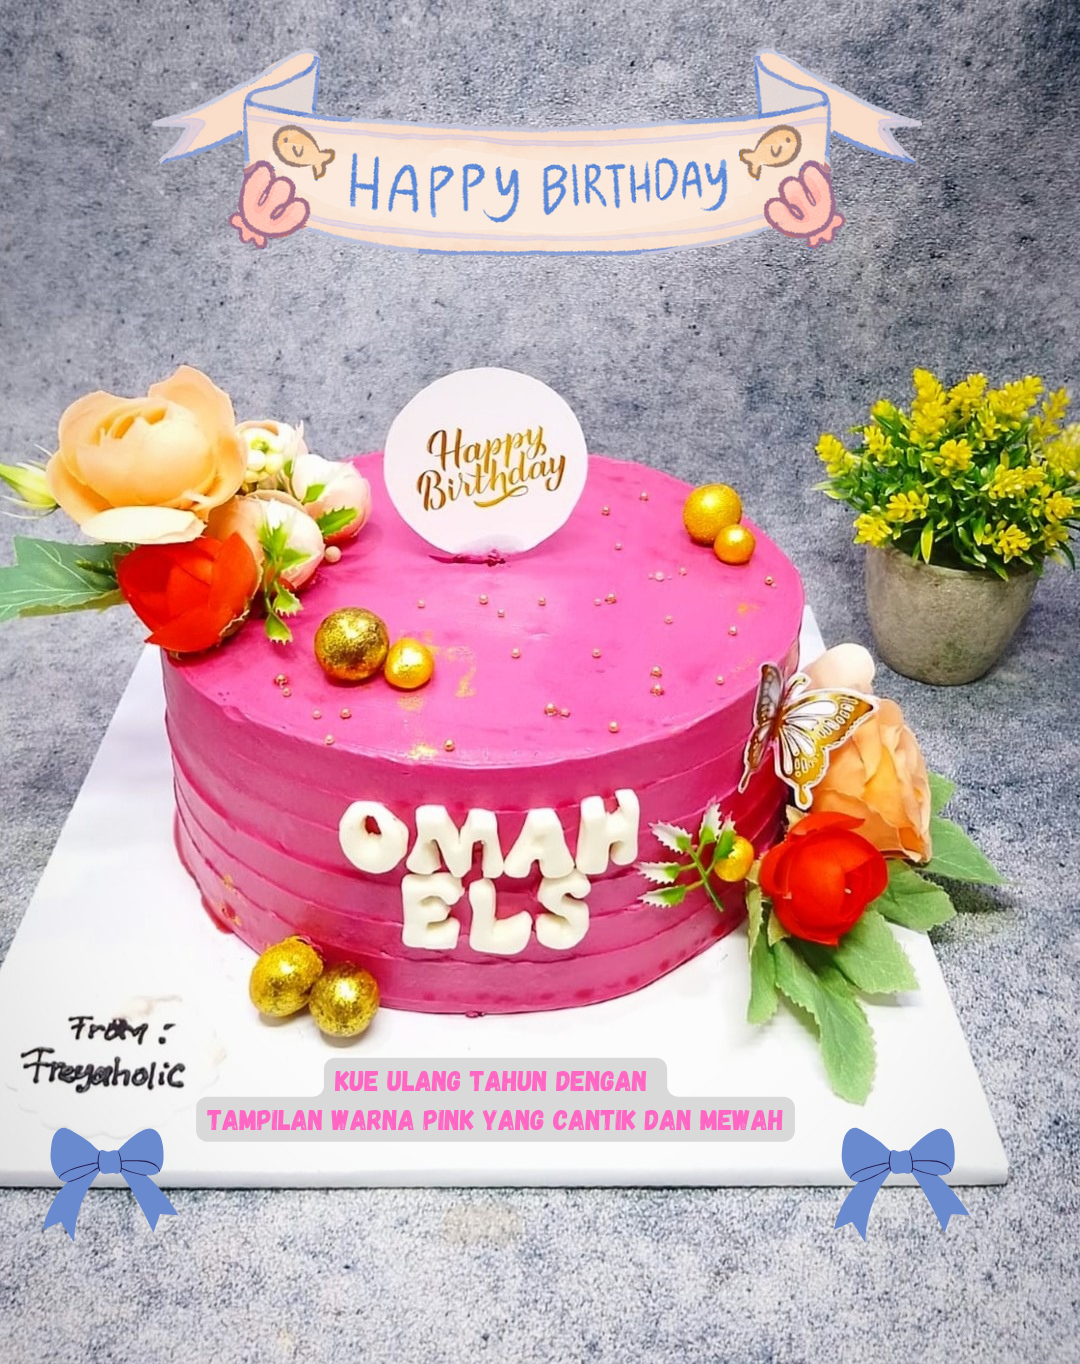 HAPPY BIRTHDAY
Happy
Birthday
OMAH
ELS
From :
Freyaholic
KUE ULANG TAHUN DENGAN
TAMPILAN WARNA PINK YANG CANTIK DAN MEWAH